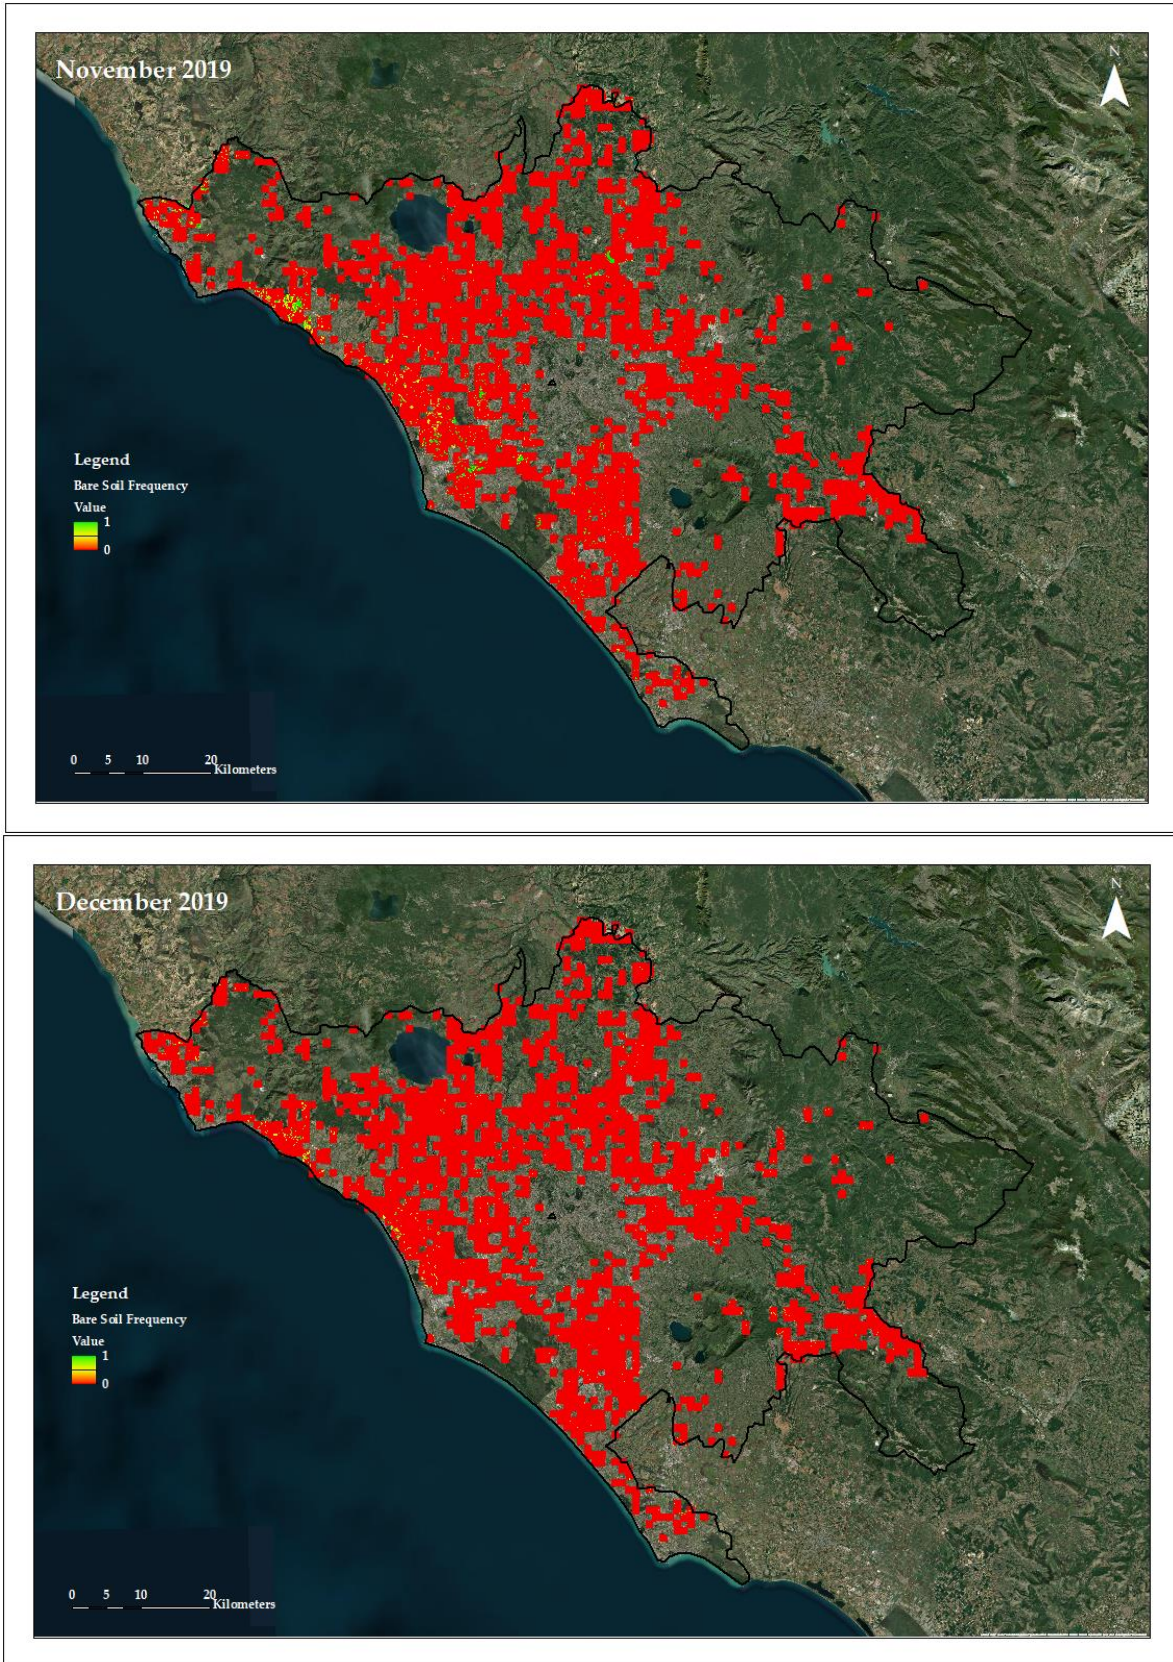 November 2019
N
Legend
Bare Soil Frequency
Value
1
0
0 5 10 20
Kilometers
December 2019
N
Legend
Bare Soil Frequency
Value
1
0
0 5 10 20
Kilometers